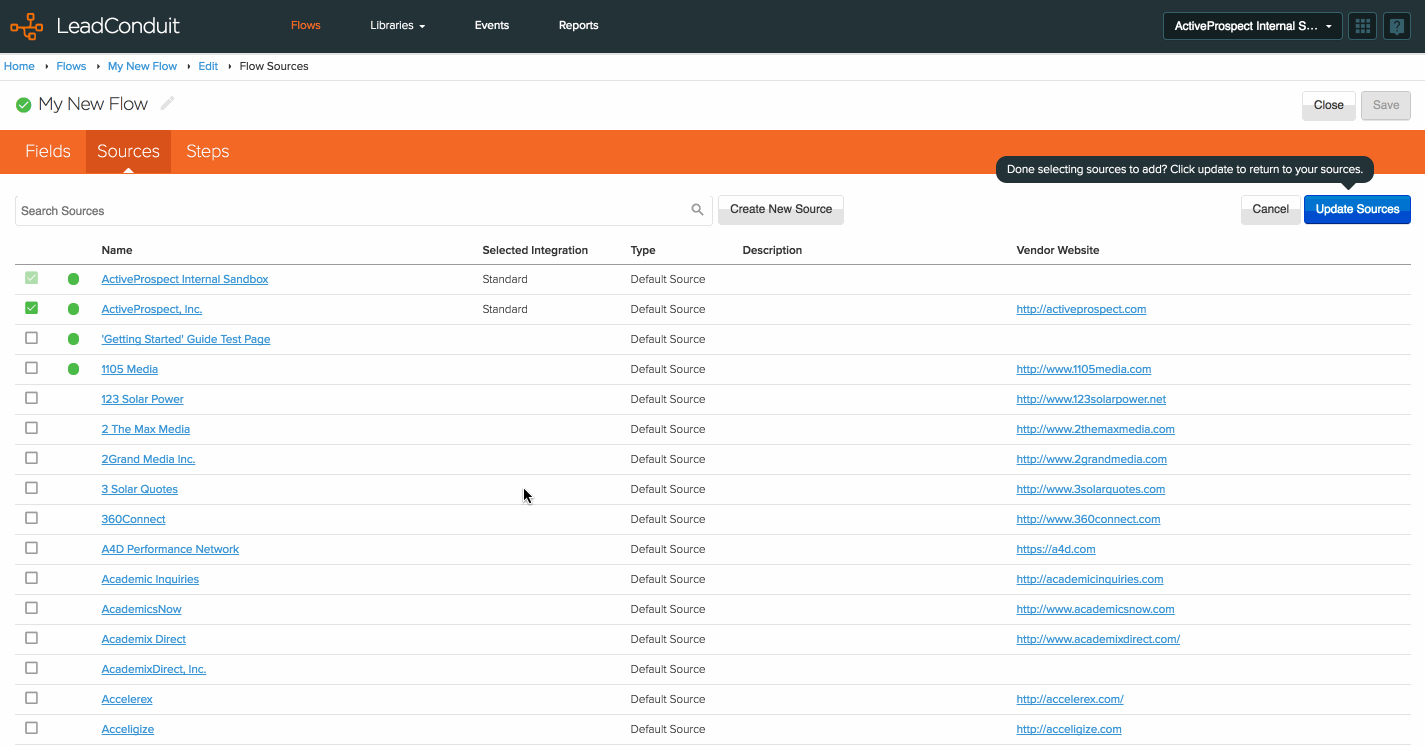 LeadConduit Flows Libraries Events Reports ActiveProspect Internal S...
Home Flows My New Flow Edit Flow Sources
My New Flow Close Save
Fields Sources Steps
Done selecting sources to add? Click update to return to your sources.
Search Sources Create New Source Cancel Update Sources
Name Selected Integration Type Description Vendor Website
ActiveProspect Internal Sandbox Standard Default Source
ActiveProspect, Inc. Standard Default Source http://activeprospect.com
'Getting Started' Guide Test Page Default Source
1105 Media Default Source http://www.1105media.com
123 Solar Power Default Source http://www.123solarpower.net
2 The Max Media Default Source http://www.2themaxmedia.com
2Grand Media Inc. Default Source http://www.2grandmedia.com
3 Solar Quotes Default Source http://www.3solarquotes.com
360Connect Default Source http://www.360connect.com
A4D Performance Network Default Source https://a4d.com
Academic Inquiries Default Source http://academicinquiries.com
AcademicsNow Default Source http://www.academicsnow.com
Academix Direct Default Source http://www.academixdirect.com/
AcademixDirect, Inc. Default Source
Accelerex Default Source http://accelerex.com/
Acceligize Default Source http://acceligize.com